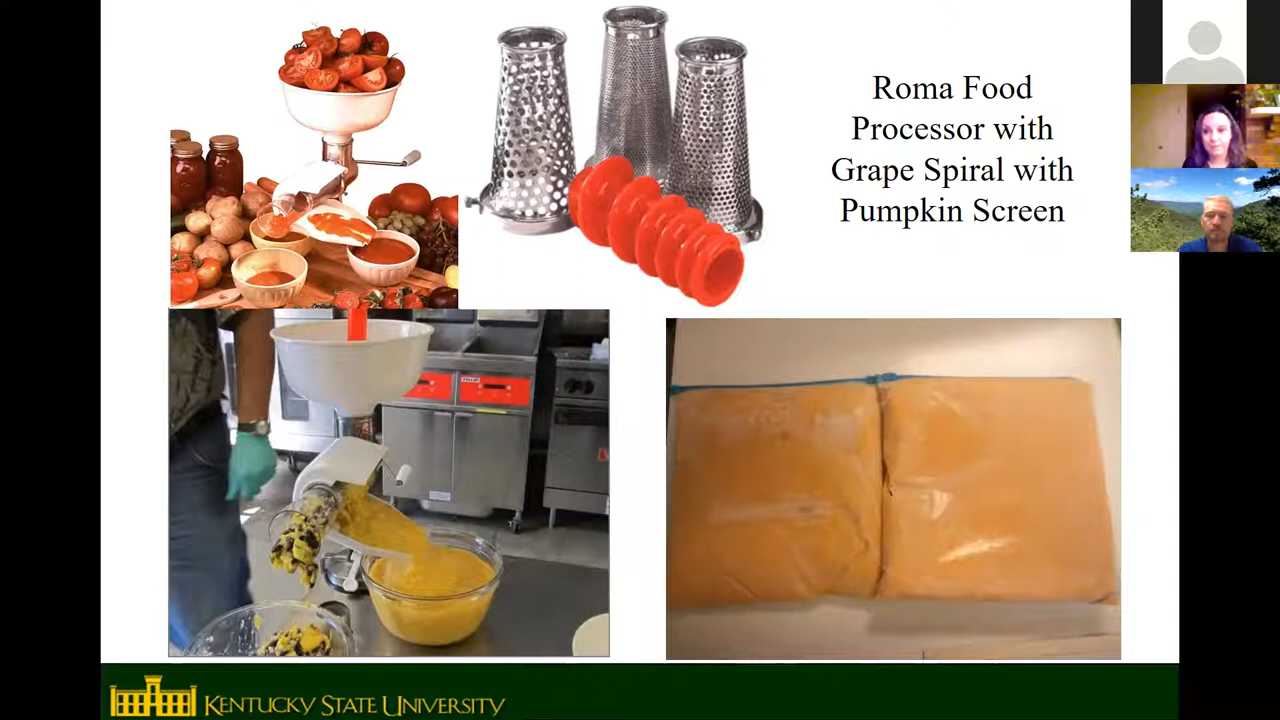 Roma Food
Processor with
Grape Spiral with
Pumpkin Screen
KENTUCKY STATE UNIVERSITY